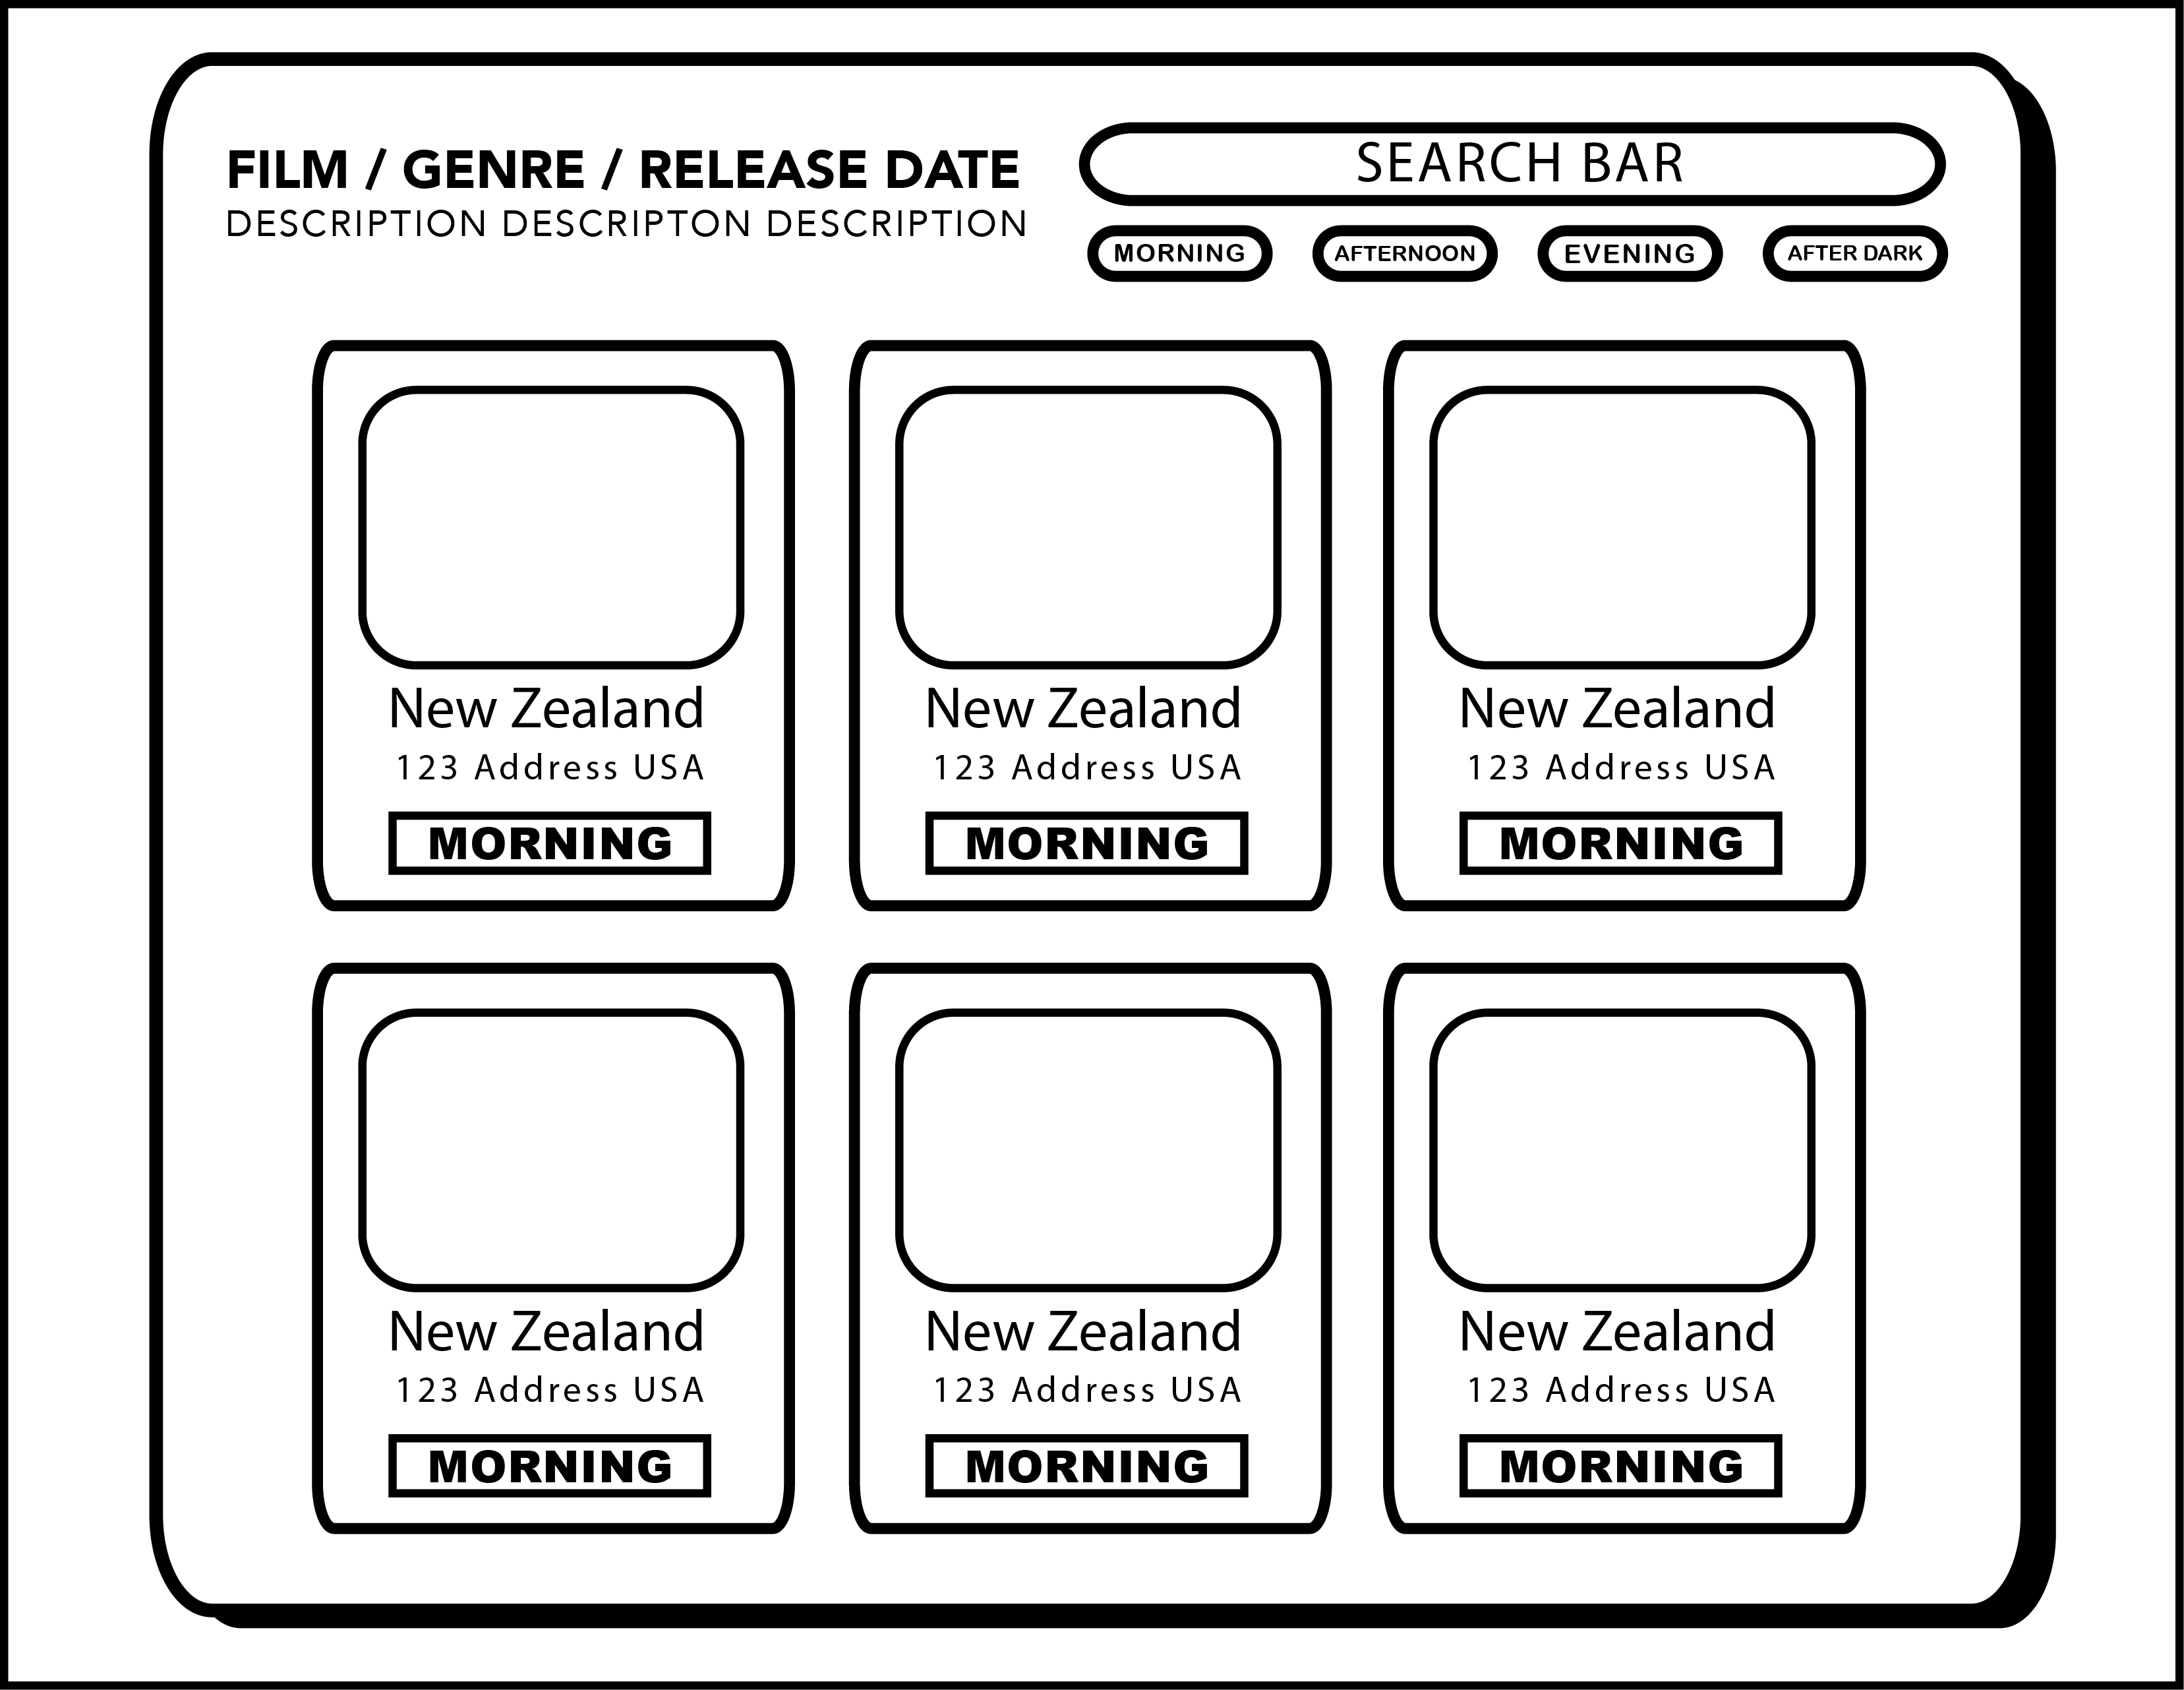 FILM / GENRE / RELEASE DATE
DESCRIPTION DESCRIPTON DESCRIPTION
SEARCH BAR
MORNING AFTERNOON EVENING AFTER DARK
New Zealand
123 Address USA
MORNING
New Zealand
123 Address USA
MORNING
New Zealand
123 Address USA
MORNING
New Zealand
123 Address USA
MORNING
New Zealand
123 Address USA
MORNING
New Zealand
123 Address USA
MORNING